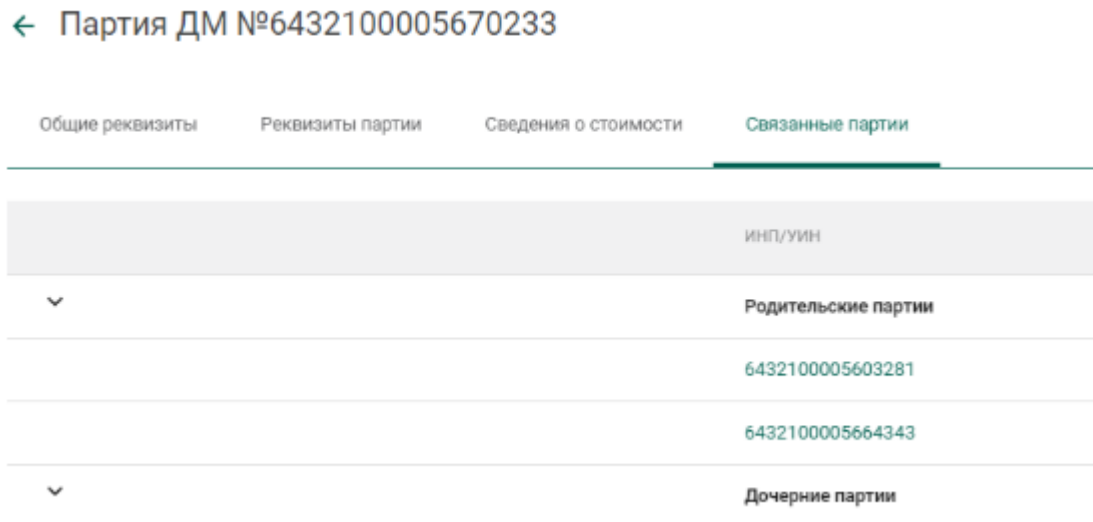 Партия ДМ №6432100005670233
Общие реквизиты Реквизиты партии Сведения о стоимости Связанные партии
ИНП/УИН
Родительские партии
6432100005603281
6432100005664343
Дочерние партии